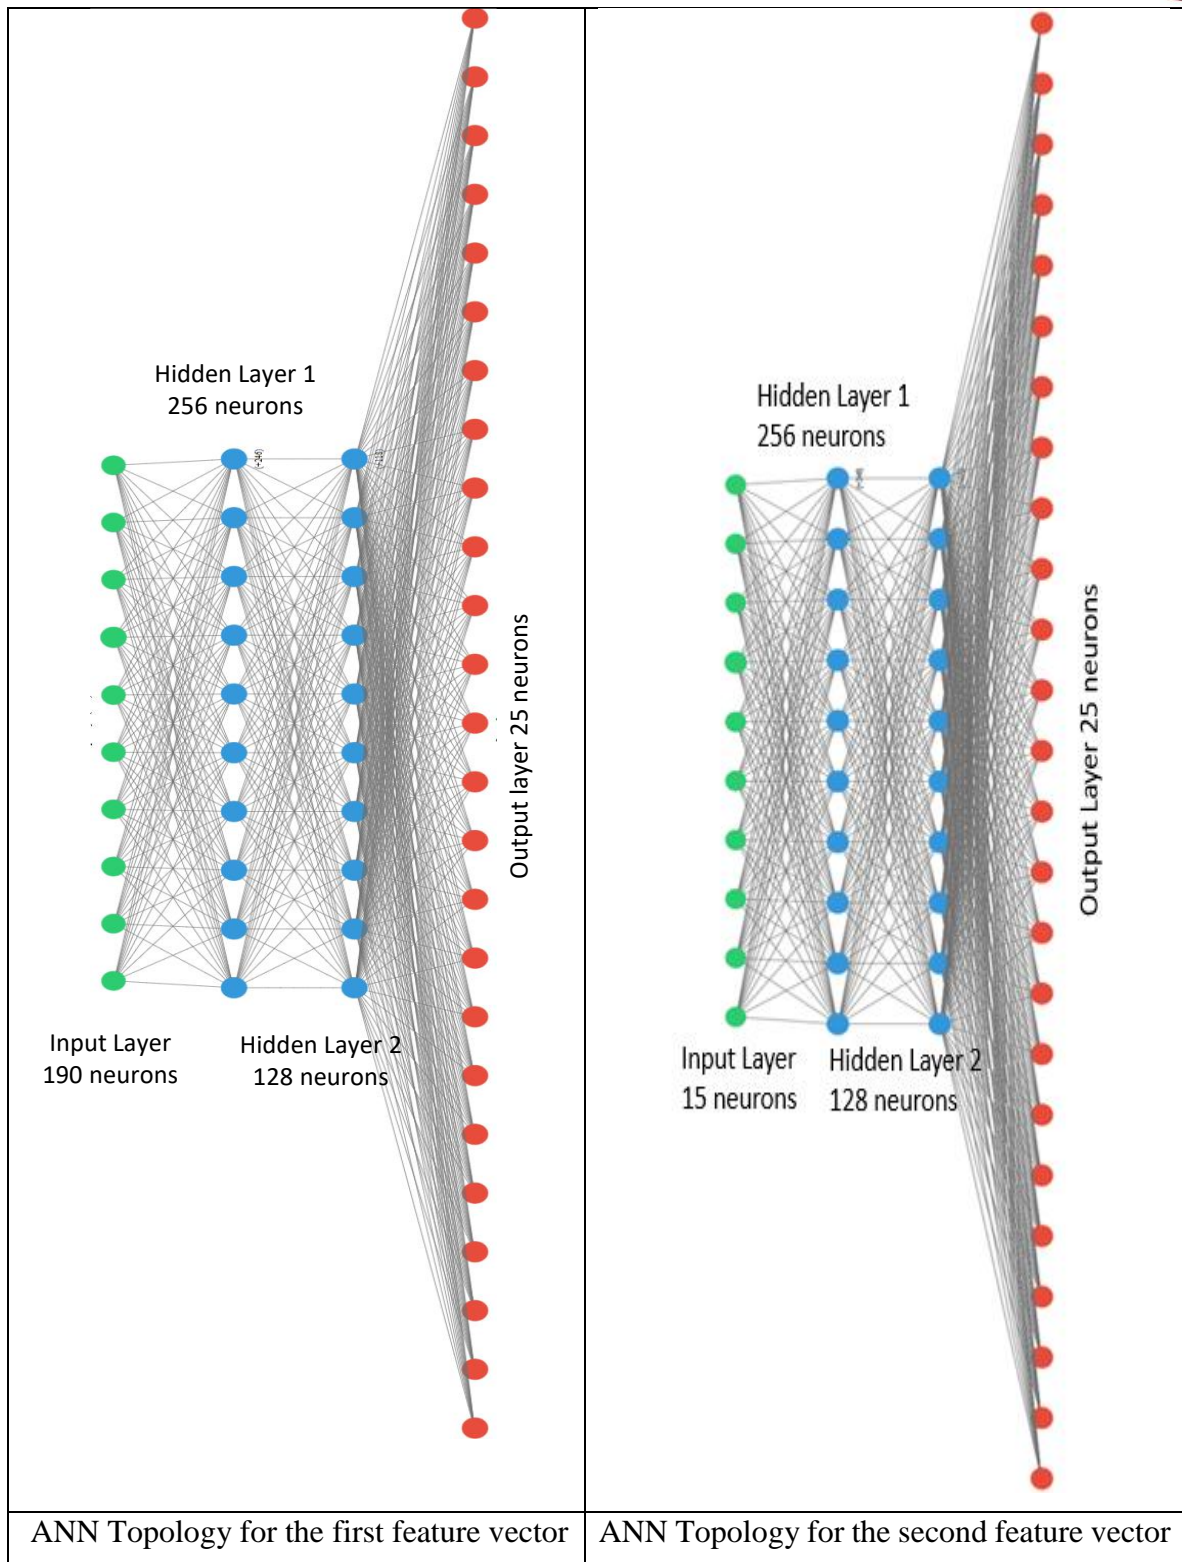 Hidden Layer 1
256 neurons
(+246)
(+118)
Output layer 25 neurons
Input Layer
190 neurons
Hidden Layer 2
128 neurons
Hidden Layer 1
256 neurons
Output Layer 25 neurons
Input Layer
15 neurons
Hidden Layer 2
128 neurons
ANN Topology for the first feature vector
ANN Topology for the second feature vector